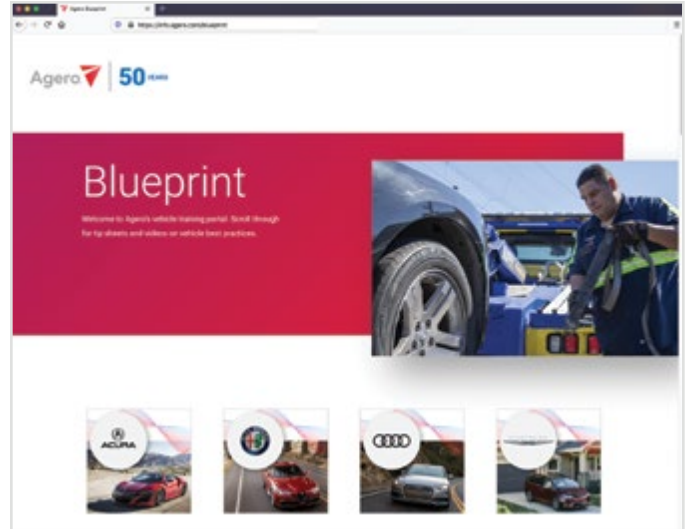 Agero Blueprint
https://info.agero.com/blueprint
Agero
50 YEARS
Blueprint
Welcome to Agero's vehicle training portal. Scroll through
for tip sheets and videos on vehicle best practices.
ACURA